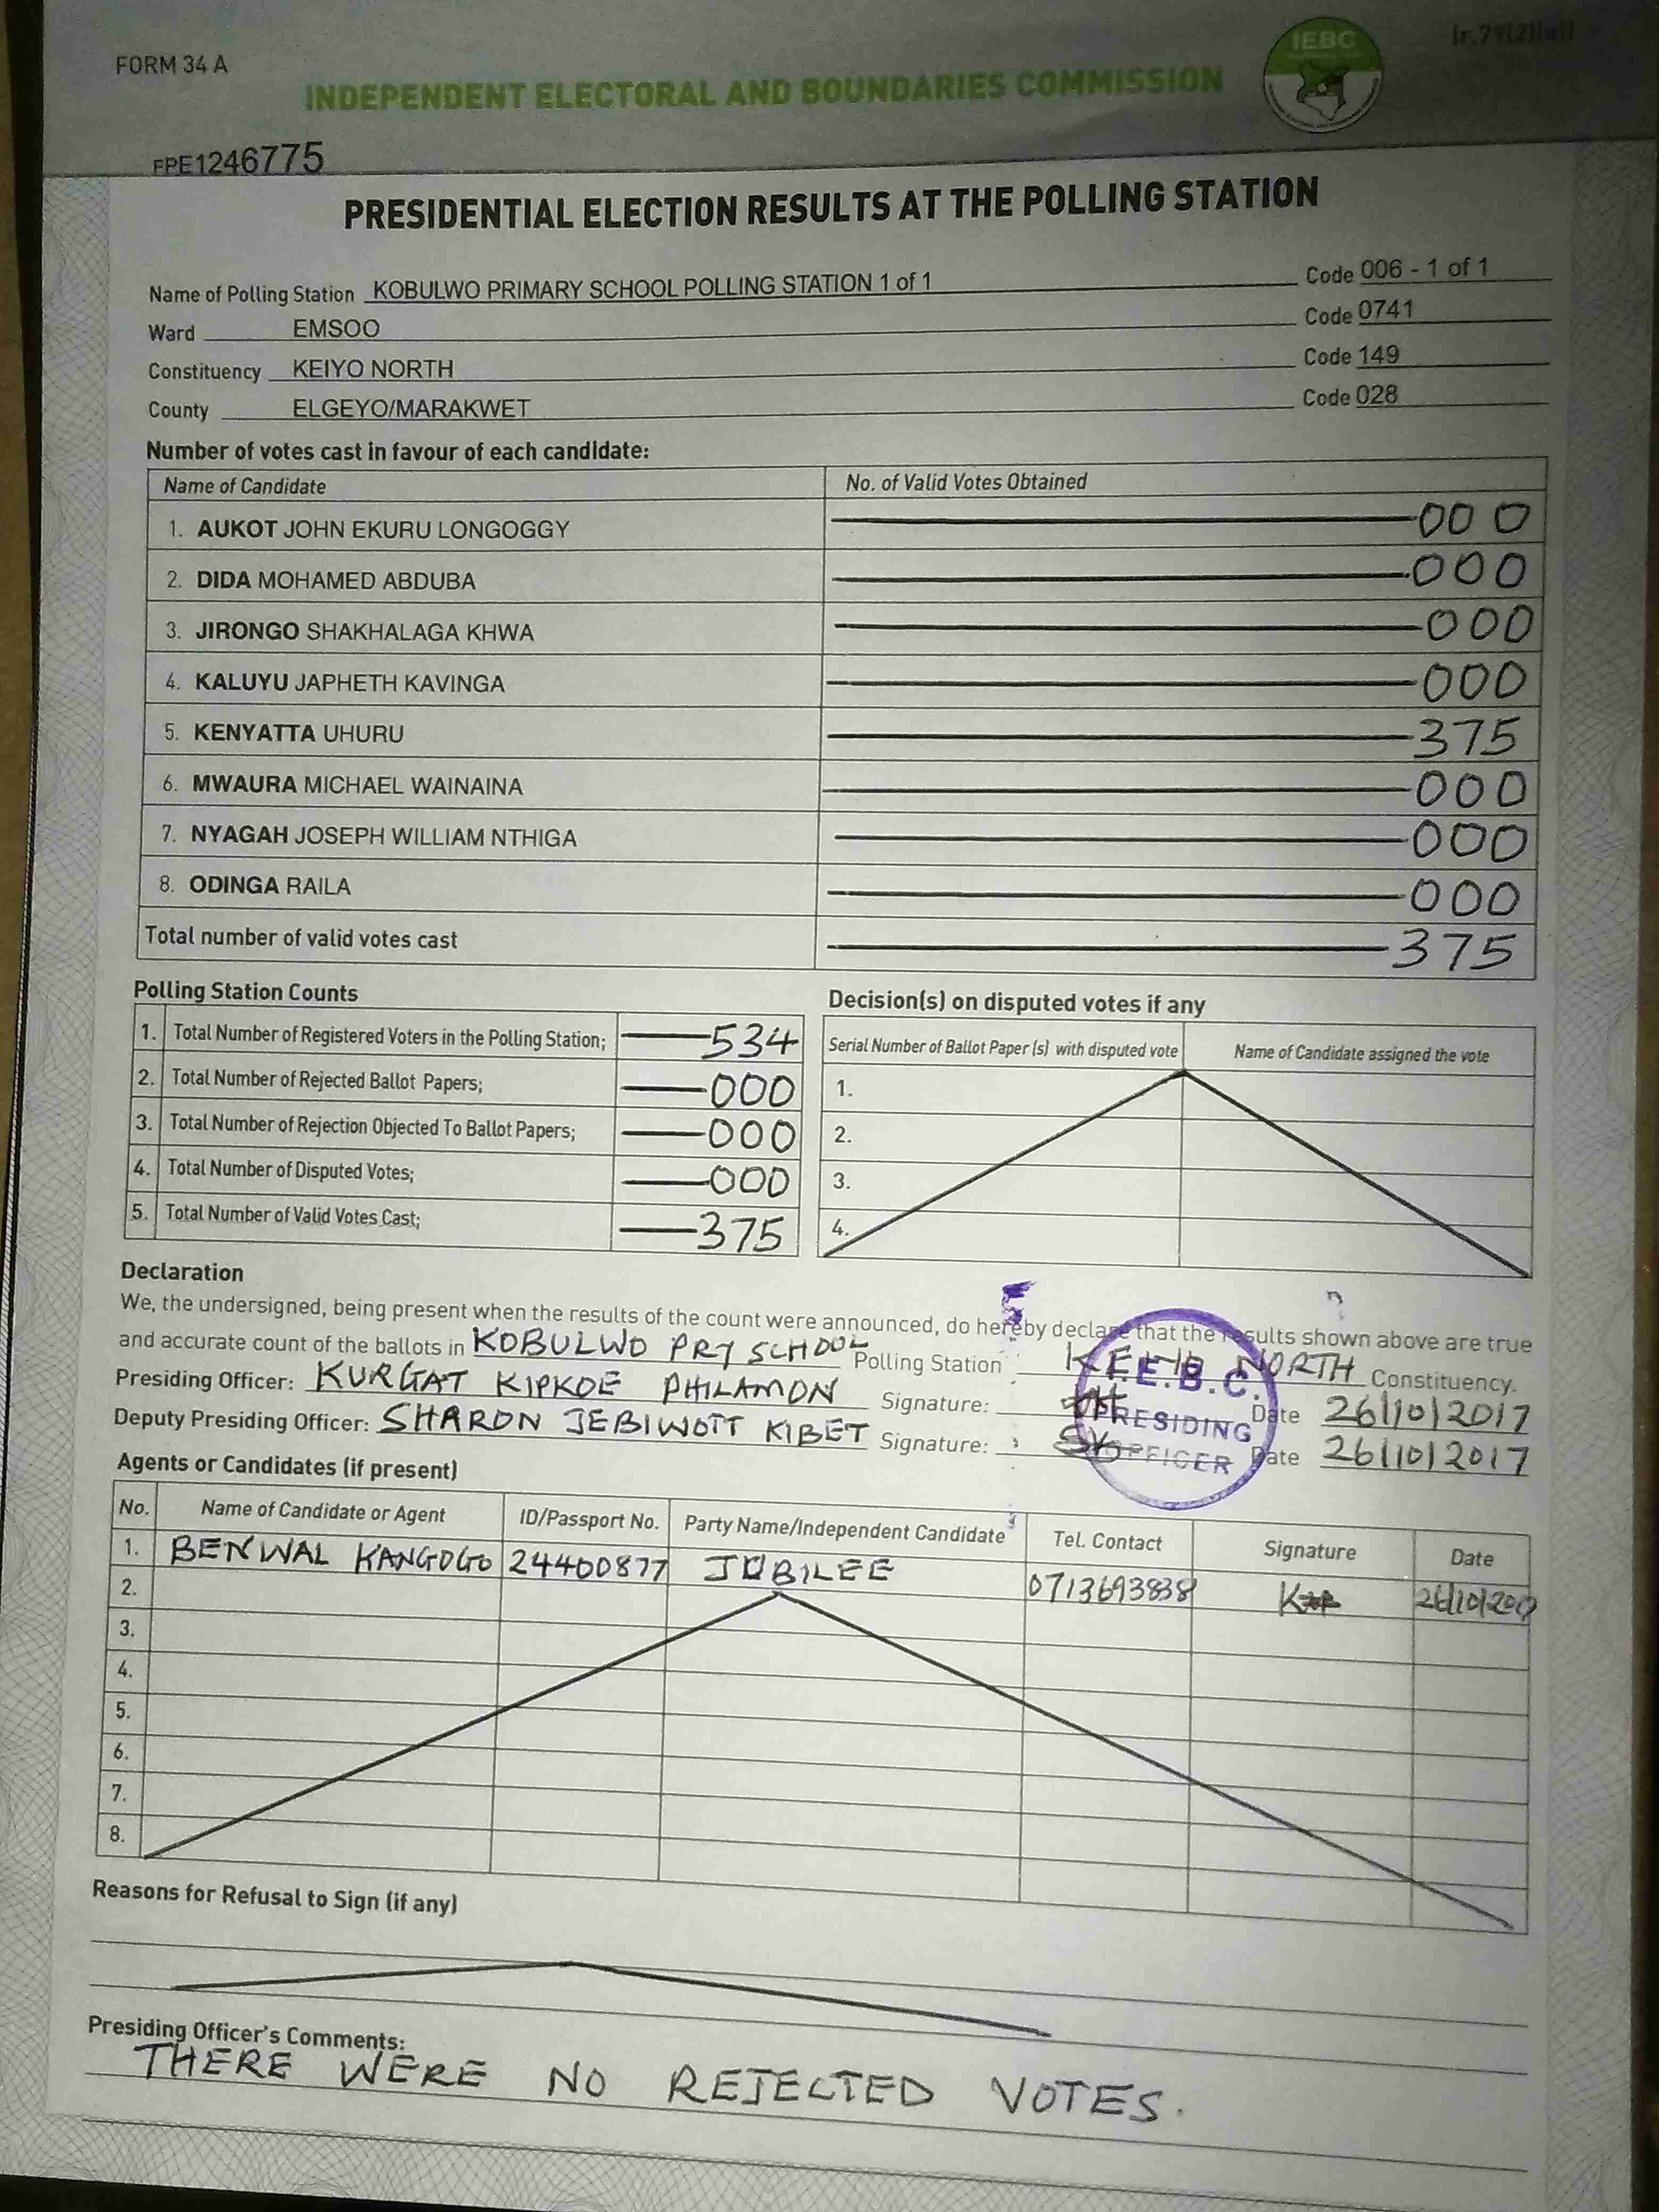 FORM 34 A
[r.79(2)(a)]
IEBC
INDEPENDENT ELECTORAL AND BOUNDARIES COMMISSION
FPE1246775
PRESIDENTIAL ELECTION RESULTS AT THE POLLING STATION
Name of Polling Station KOBULWO PRIMARY SCHOOL POLLING STATION 1 of 1 Code 006 - 1 of 1
Ward EMSOO Code 0741
Constituency KEIYO NORTH Code 149
County ELGEYO/MARAKWET Code 028
Number of votes cast in favour of each candidate:
Name of Candidate No. of Valid Votes Obtained
1. AUKOT JOHN EKURU LONGOGGY 000
2. DIDA MOHAMED ABDUBA 000
3. JIRONGO SHAKHALAGA KHWA 000
4. KALUYU JAPHETH KAVINGA 000
5. KENYATTA UHURU 375
6. MWAURA MICHAEL WAINAINA 000
7. NYAGAH JOSEPH WILLIAM NTHIGA 000
8. ODINGA RAILA 000
Total number of valid votes cast 375
Polling Station Counts
1. Total Number of Registered Voters in the Polling Station; 534
2. Total Number of Rejected Ballot Papers; 000
3. Total Number of Rejection Objected To Ballot Papers; 000
4. Total Number of Disputed Votes; 000
5. Total Number of Valid Votes Cast; 375
Decision(s) on disputed votes if any
Serial Number of Ballot Paper (s) with disputed vote Name of Candidate assigned the vote
1.
2.
3.
4.
Declaration
We, the undersigned, being present when the results of the count were announced, do hereby declare that the results shown above are true
and accurate count of the ballots in KOBULWO PRY SCHOOL Polling Station NORTH Constituency.
Presiding Officer: KURGAT KIPKOE PHILAMON Signature: Date 26/10/2017
Deputy Presiding Officer: SHARON JEBIWOTT KIBET Signature: Date 26/10/2017
I.E.B.C.
PRESIDING
OFFICER
Agents or Candidates (if present)
No. Name of Candidate or Agent ID/Passport No. Party Name/Independent Candidate Tel. Contact Signature Date
1. BENWAL KANGOGO 24400877 JUBILEE 0713693838 26/10/2017
2.
3.
4.
5.
6.
7.
8.
Reasons for Refusal to Sign (if any)
Presiding Officer's Comments:
THERE WERE NO REJECTED VOTES.